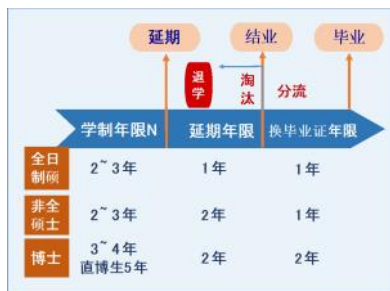 延期 结业 毕业
退学 淘汰 分流
学制年限N 延期年限 换毕业证年限
全日制硕 2~3年 1年 1年
非全硕士 2~3年 2年 1年
博士 3~4年 直博生5年 2年 2年